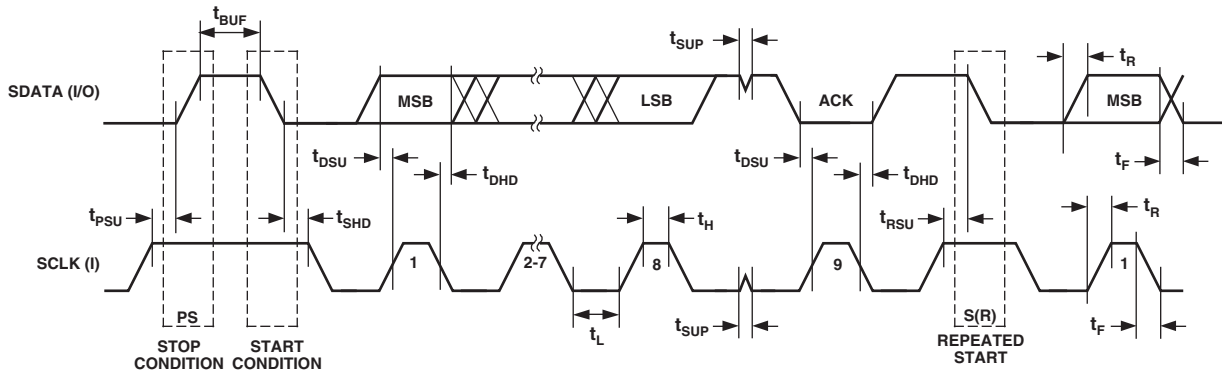 tBUF
tSUP
tR
SDATA (I/O)
MSB
LSB
ACK
MSB
tDSU
tDHD
tDSU
tDHD
tF
tPSU
tSHD
tH
tRSU
tR
SCLK (I)
1
2-7
8
9
1
PS
tL
tSUP
S(R)
tF
STOP
CONDITION
START
CONDITION
REPEATED
START